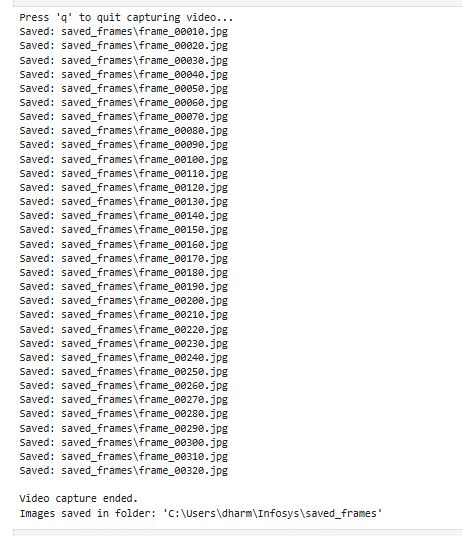 Press 'q' to quit capturing video...
Saved: saved_frames\frame_00010.jpg
Saved: saved_frames\frame_00020.jpg
Saved: saved_frames\frame_00030.jpg
Saved: saved_frames\frame_00040.jpg
Saved: saved_frames\frame_00050.jpg
Saved: saved_frames\frame_00060.jpg
Saved: saved_frames\frame_00070.jpg
Saved: saved_frames\frame_00080.jpg
Saved: saved_frames\frame_00090.jpg
Saved: saved_frames\frame_00100.jpg
Saved: saved_frames\frame_00110.jpg
Saved: saved_frames\frame_00120.jpg
Saved: saved_frames\frame_00130.jpg
Saved: saved_frames\frame_00140.jpg
Saved: saved_frames\frame_00150.jpg
Saved: saved_frames\frame_00160.jpg
Saved: saved_frames\frame_00170.jpg
Saved: saved_frames\frame_00180.jpg
Saved: saved_frames\frame_00190.jpg
Saved: saved_frames\frame_00200.jpg
Saved: saved_frames\frame_00210.jpg
Saved: saved_frames\frame_00220.jpg
Saved: saved_frames\frame_00230.jpg
Saved: saved_frames\frame_00240.jpg
Saved: saved_frames\frame_00250.jpg
Saved: saved_frames\frame_00260.jpg
Saved: saved_frames\frame_00270.jpg
Saved: saved_frames\frame_00280.jpg
Saved: saved_frames\frame_00290.jpg
Saved: saved_frames\frame_00300.jpg
Saved: saved_frames\frame_00310.jpg
Saved: saved_frames\frame_00320.jpg
Video capture ended.
Images saved in folder: 'C:\Users\dharm\Infosys\saved_frames'